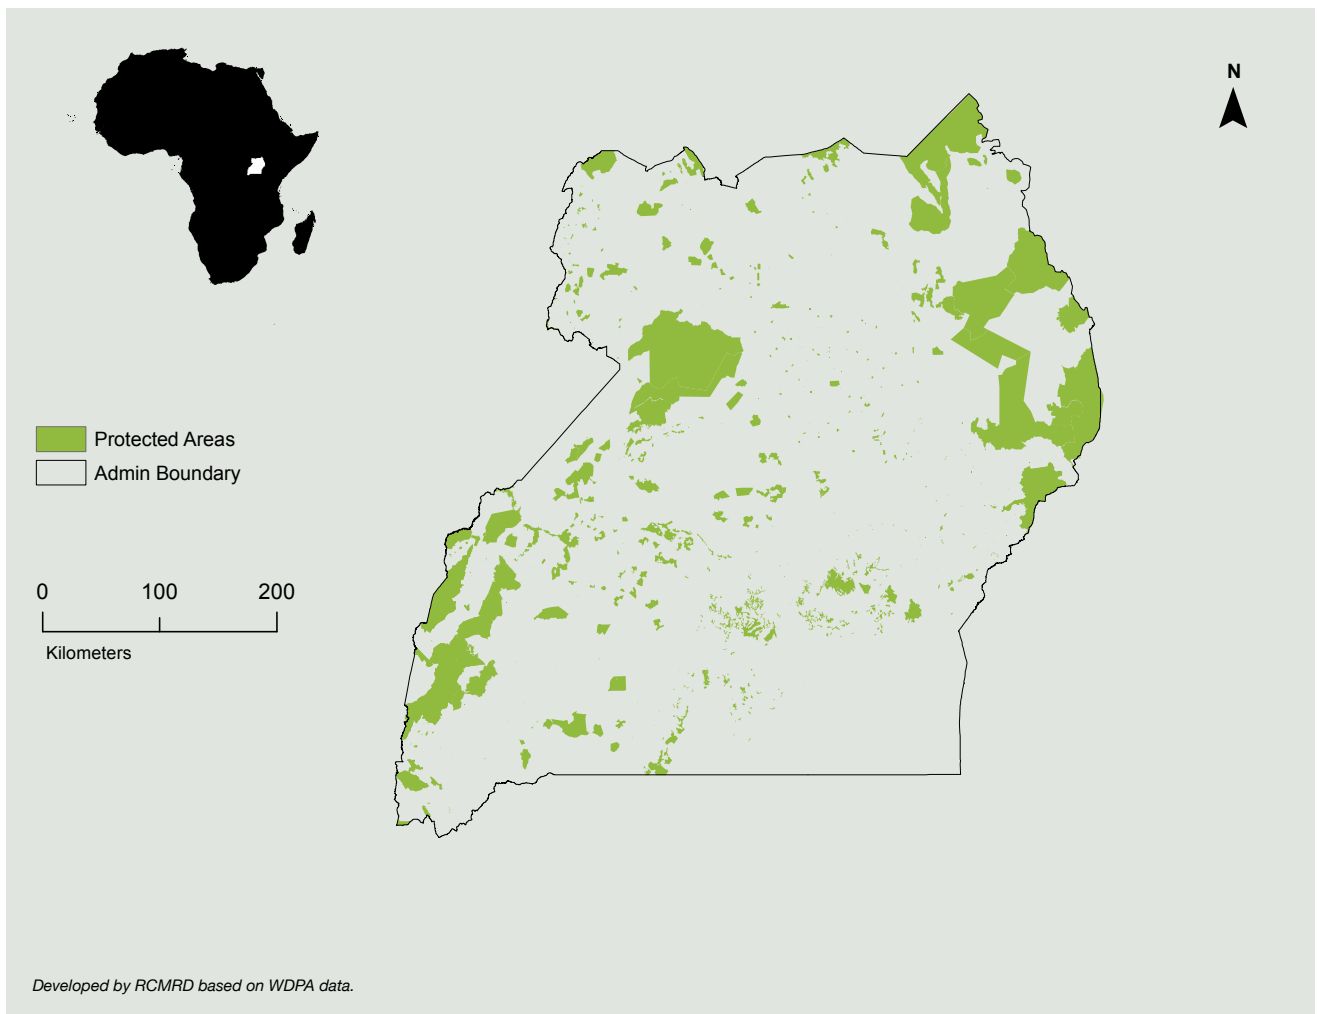 N
Protected Areas
Admin Boundary
0 100 200
Kilometers
Developed by RCMRD based on WDPA data.